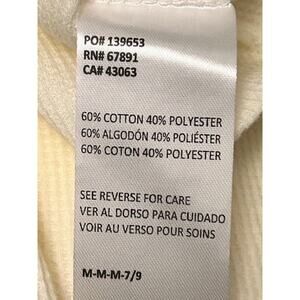 PO# 139653
RN# 67891
CA# 43063
60% COTTON 40% POLYESTER
60% ALGODÓN 40% POLIÉSTER
60% COTON 40% POLYESTER
SEE REVERSE FOR CARE
VER AL DORSO PARA CUIDADO
VOIR AU VERSO POUR SOINS
M-M-M-7/9